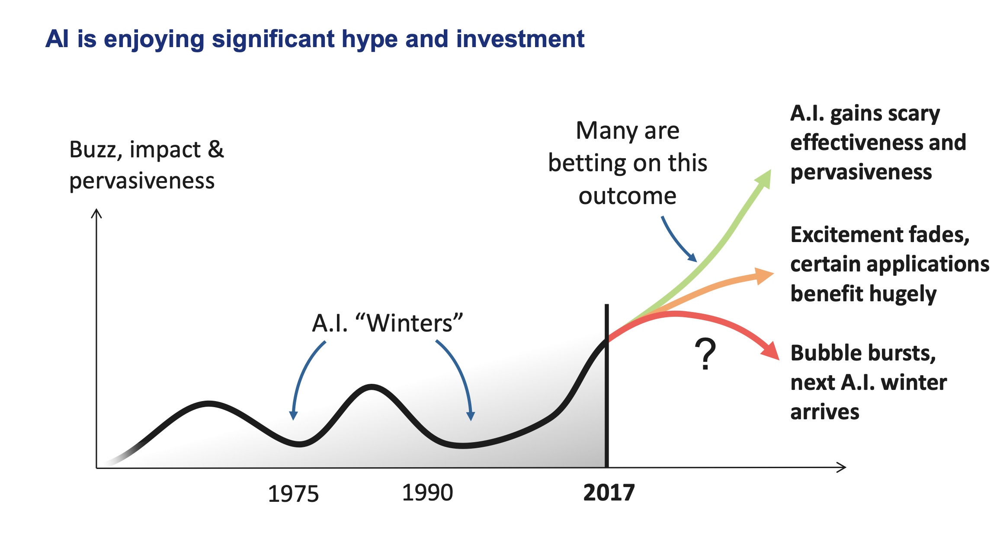 AI is enjoying significant hype and investment
Buzz, impact &
pervasiveness
Many are
betting on this
outcome
A.I. gains scary
effectiveness and
pervasiveness
Excitement fades,
certain applications
benefit hugely
A.I. “Winters”
?
Bubble bursts,
next A.I. winter
arrives
1975
1990
2017